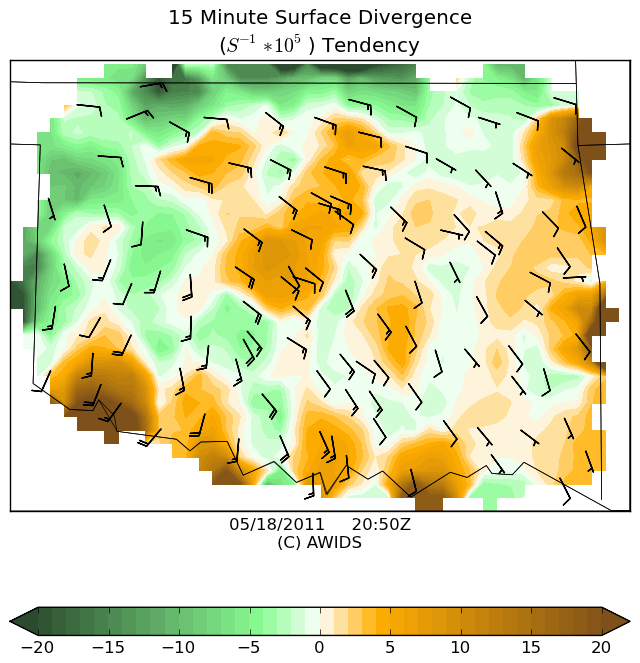 15 Minute Surface Divergence
(S⁻¹ *10⁵ ) Tendency
05/18/2011 20:50Z
(C) AWIDS
−20 −15 −10 −5 0 5 10 15 20